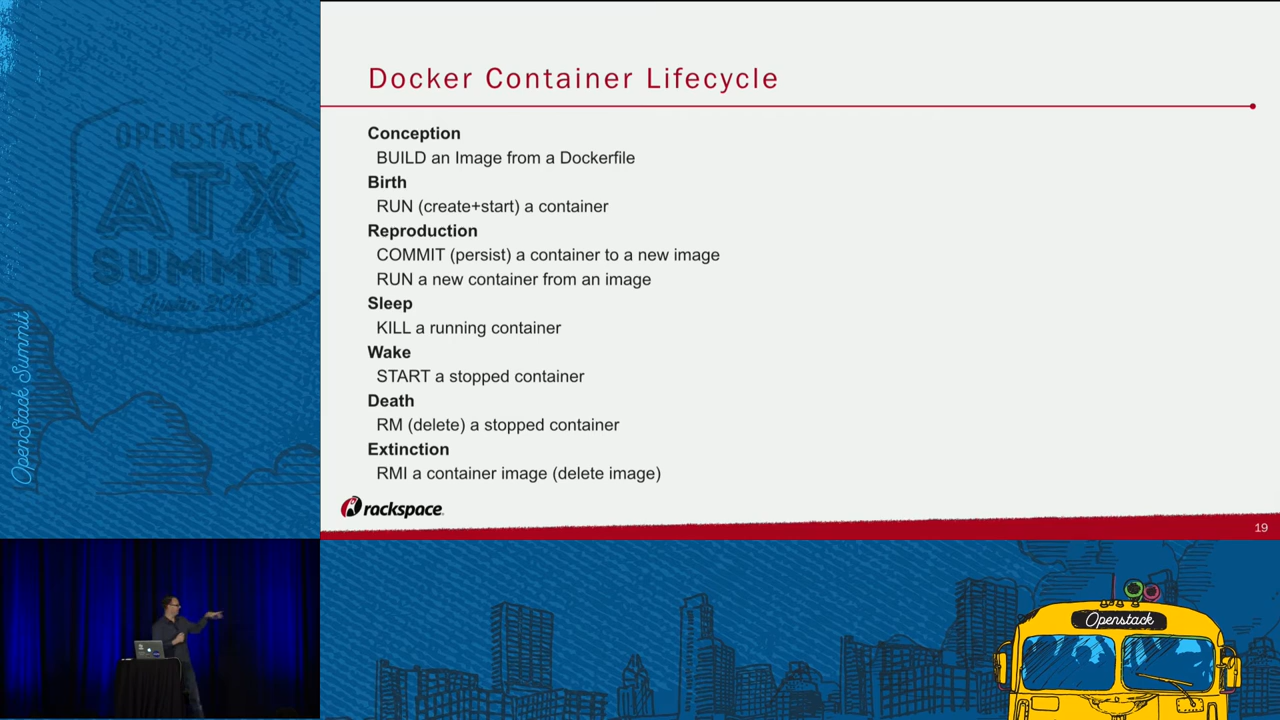 OPENSTACK
ATX
SUMMIT
Austin 2016
OpenStack Summit
Docker Container Lifecycle
Conception
BUILD an Image from a Dockerfile
Birth
RUN (create+start) a container
Reproduction
COMMIT (persist) a container to a new image
RUN a new container from an image
Sleep
KILL a running container
Wake
START a stopped container
Death
RM (delete) a stopped container
Extinction
RMI a container image (delete image)
rackspace.
19
Openstack